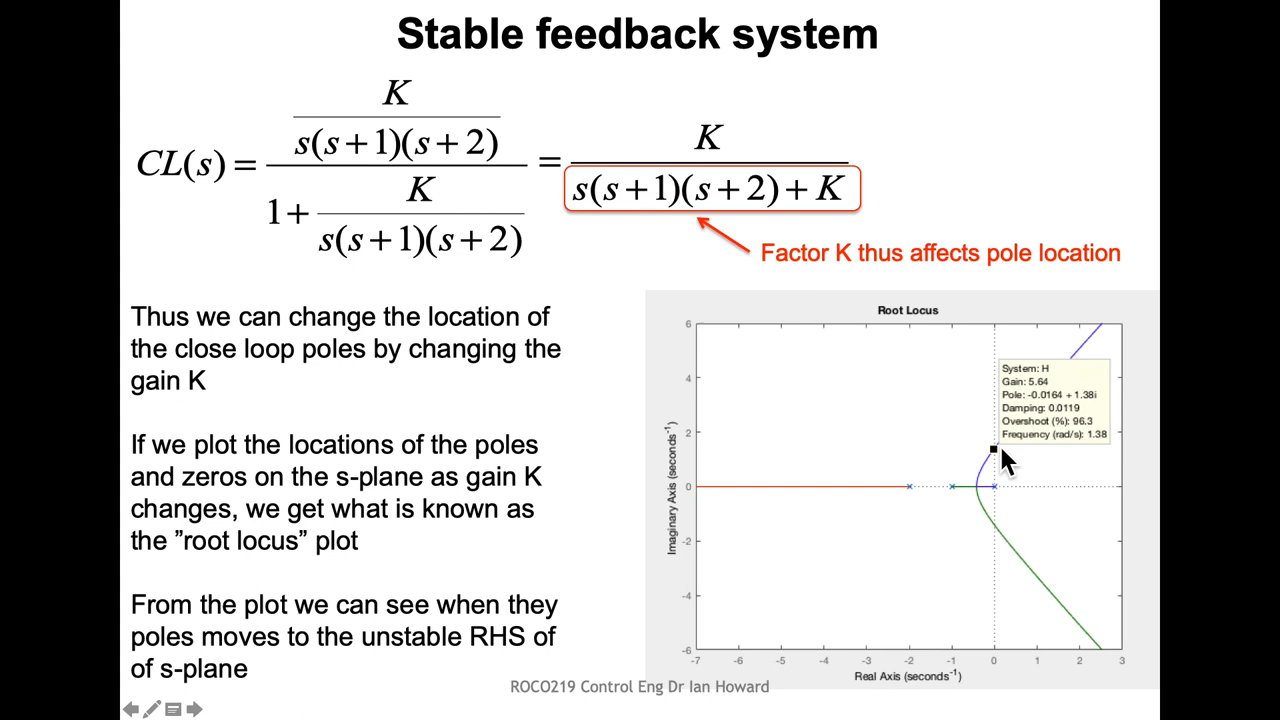 Stable feedback system
CL(s) = \frac{\frac{K}{s(s+1)(s+2)}}{1+\frac{K}{s(s+1)(s+2)}} = \frac{K}{s(s+1)(s+2)+K}
Factor K thus affects pole location
Thus we can change the location of
the close loop poles by changing the
gain K
If we plot the locations of the poles
and zeros on the s-plane as gain K
changes, we get what is known as
the ”root locus” plot
From the plot we can see when they
poles moves to the unstable RHS of
of s-plane
Root Locus
System: H
Gain: 5.64
Pole: -0.0164 + 1.38i
Damping: 0.0119
Overshoot (%): 96.3
Frequency (rad/s): 1.38
Imaginary Axis (seconds⁻¹)
6
4
2
0
-2
-4
-6
-7 -6 -5 -4 -3 -2 -1 0 1 2 3
Real Axis (seconds⁻¹)
ROCO219 Control Eng Dr Ian Howard